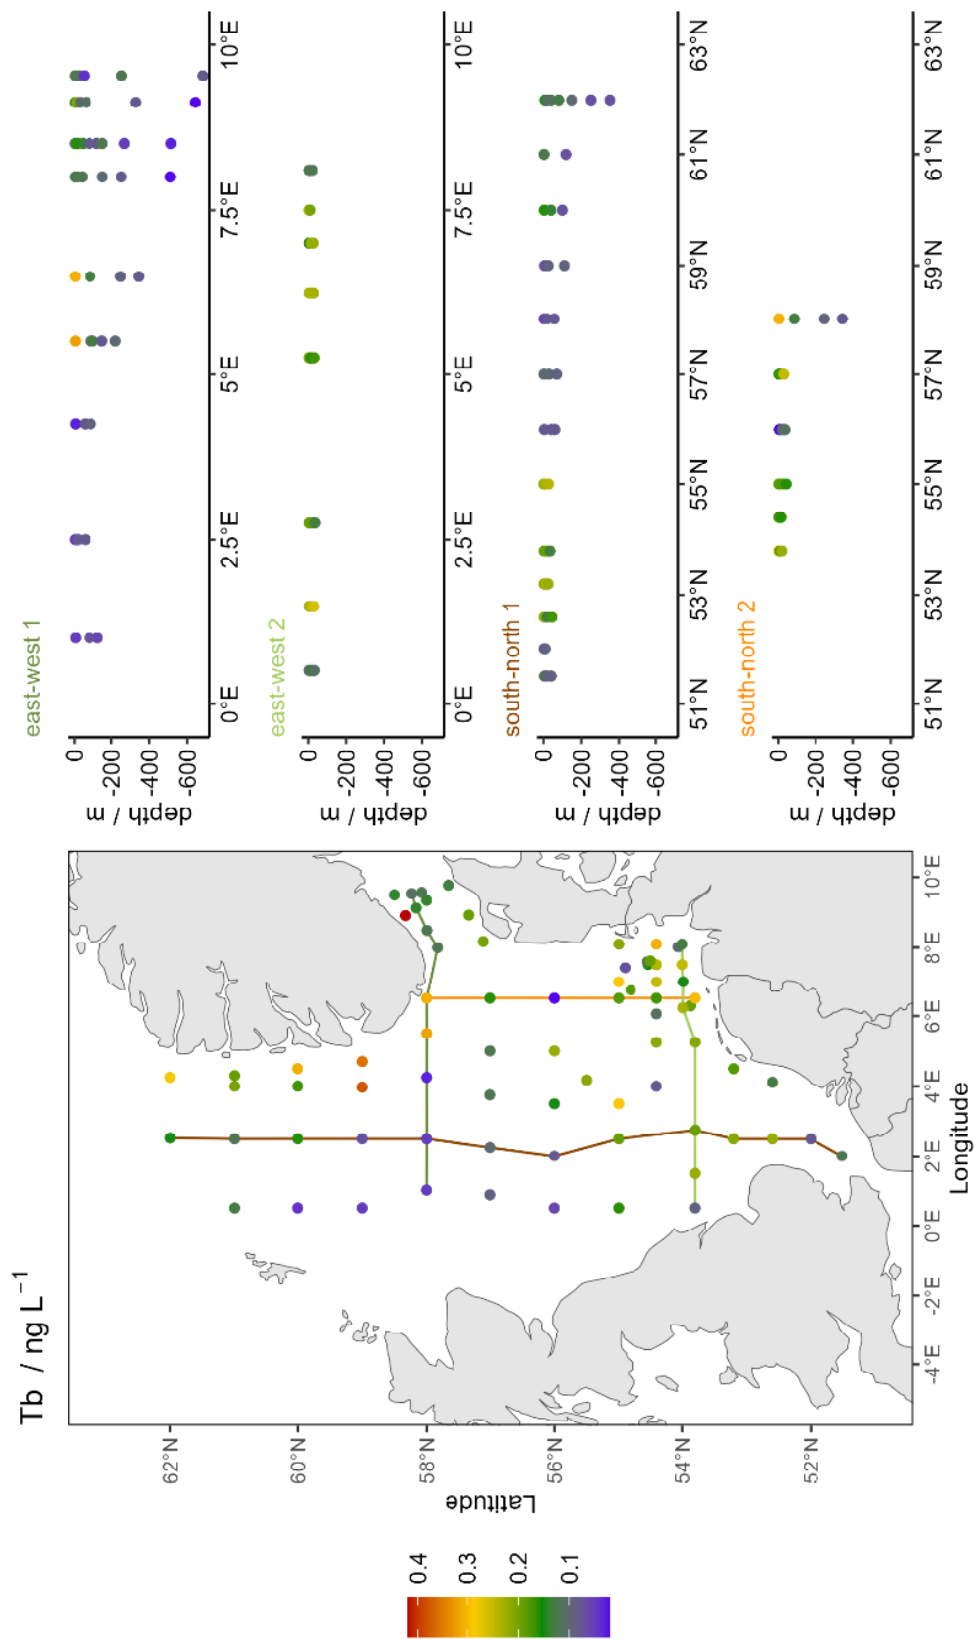 Tb / ng L⁻¹
0.4
0.3
0.2
0.1
Latitude
62°N
60°N
58°N
56°N
54°N
52°N
-4°E
-2°E
0°E
2°E
4°E
6°E
8°E
10°E
Longitude
east-west 1
depth / m
0
-200
-400
-600
0°E
2.5°E
5°E
7.5°E
10°E
east-west 2
depth / m
0
-200
-400
-600
0°E
2.5°E
5°E
7.5°E
10°E
south-north 1
depth / m
0
-200
-400
-600
51°N
53°N
55°N
57°N
59°N
61°N
63°N
south-north 2
depth / m
0
-200
-400
-600
51°N
53°N
55°N
57°N
59°N
61°N
63°N